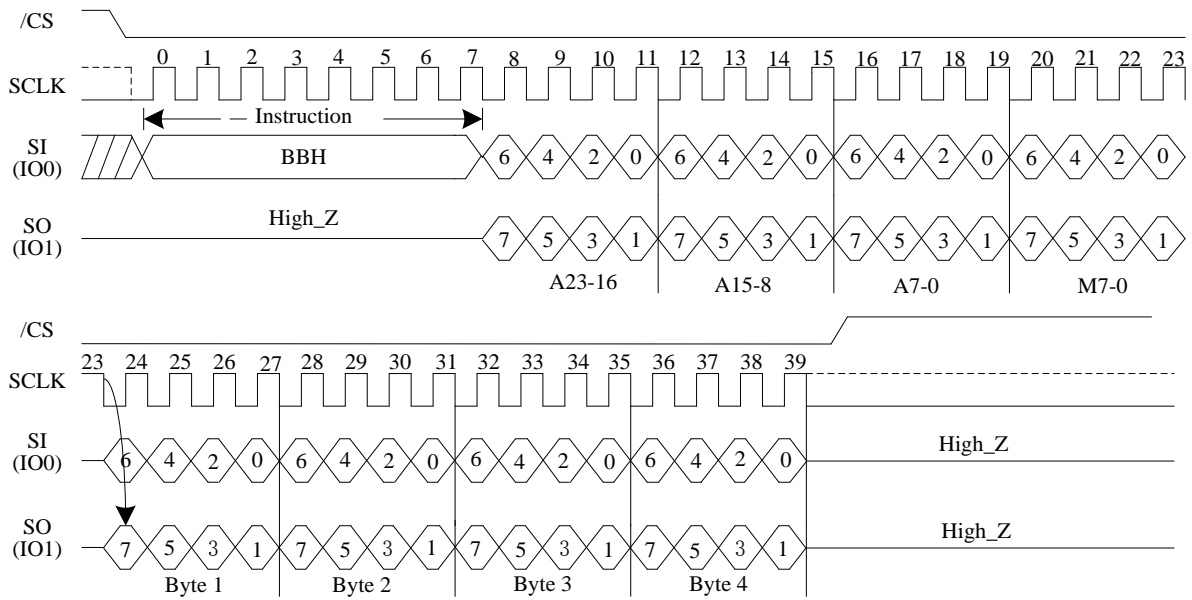 /CS
0 1 2 3 4 5 6 7 8 9 10 11 12 13 14 15 16 17 18 19 20 21 22 23
SCLK
Instruction
SI
(IO0)
BBH
6 4 2 0 6 4 2 0 6 4 2 0 6 4 2 0
High_Z
SO
(IO1)
7 5 3 1 7 5 3 1 7 5 3 1 7 5 3 1
A23-16 A15-8 A7-0 M7-0
/CS
23 24 25 26 27 28 29 30 31 32 33 34 35 36 37 38 39
SCLK
SI
(IO0)
6 4 2 0 6 4 2 0 6 4 2 0 6 4 2 0
High_Z
SO
(IO1)
7 5 3 1 7 5 3 1 7 5 3 1 7 5 3 1
High_Z
Byte 1 Byte 2 Byte 3 Byte 4